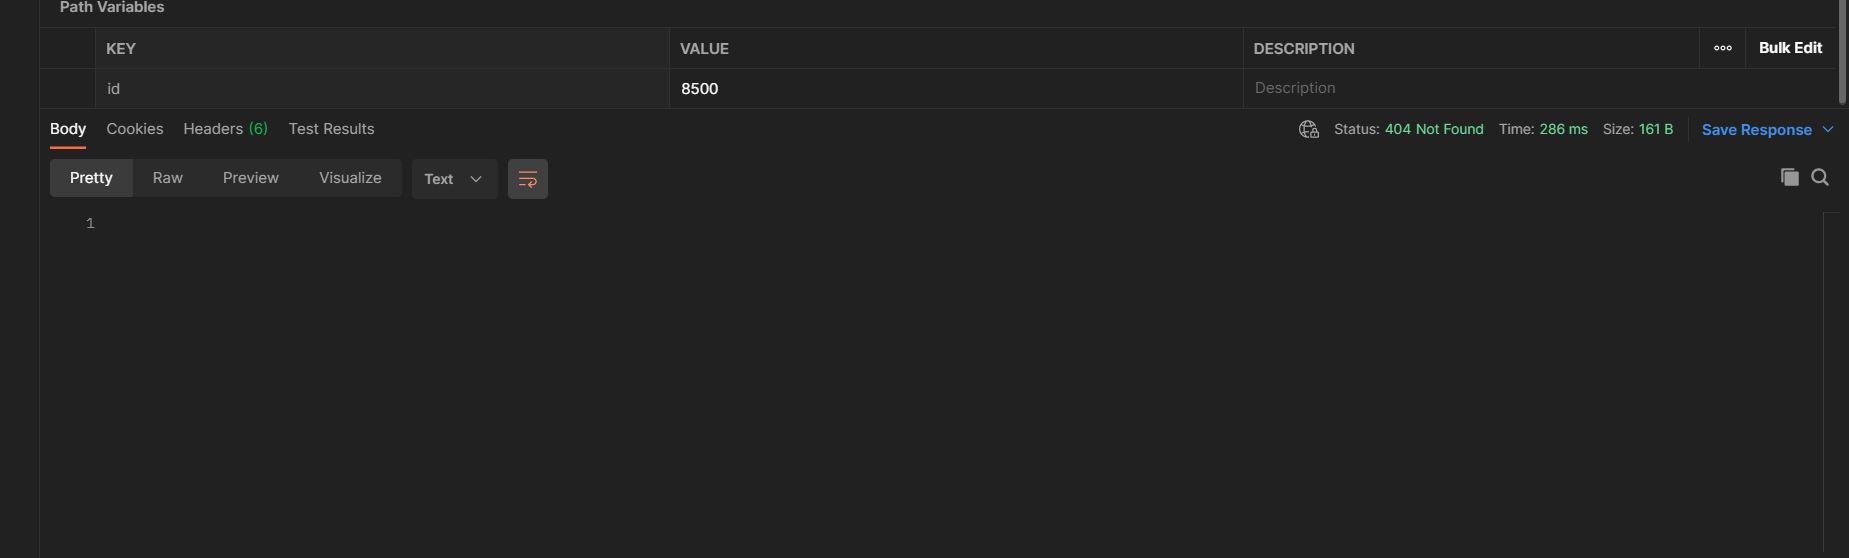 Path Variables
KEY VALUE DESCRIPTION ooo Bulk Edit
id 8500 Description
Body Cookies Headers (6) Test Results Status: 404 Not Found Time: 286 ms Size: 161 B Save Response
Pretty Raw Preview Visualize Text
1